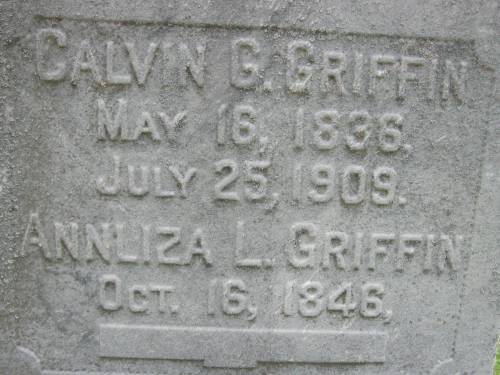 CALVIN G. GRIFFIN
MAY 16, 1836.
JULY 25, 1909.
ANNLIZA L. GRIFFIN
OCT. 16, 1846,